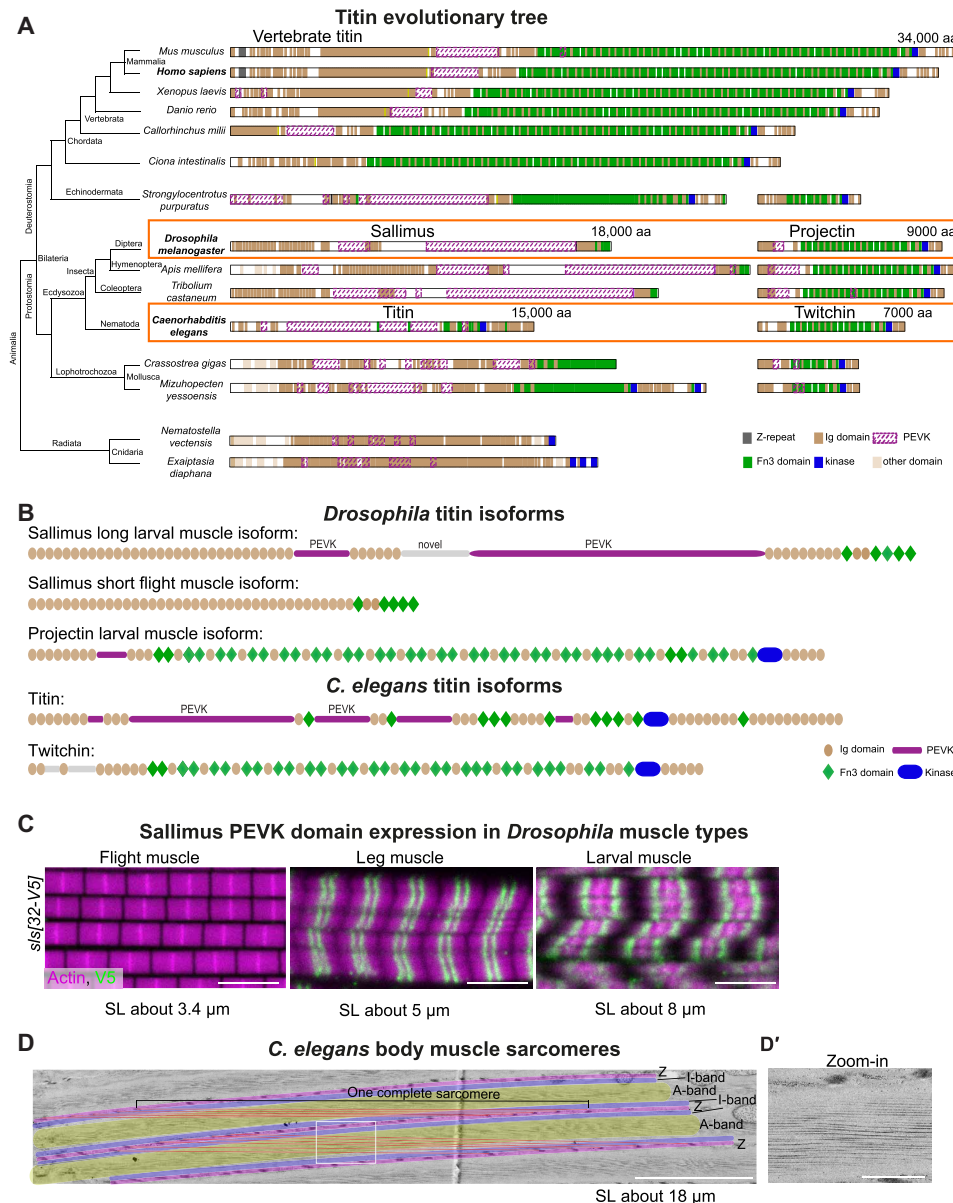 A
Titin evolutionary tree
Vertebrate titin
34,000 aa
Mus musculus
Mammalia
Homo sapiens
Xenopus laevis
Danio rerio
Vertebrata
Callorhinchus milii
Chordata
Ciona intestinalis
Deuterostomia
Echinodermata
Strongylocentrotus
purpuratus
Sallimus
18,000 aa
Projectin
9000 aa
Diptera
Drosophila
melanogaster
Bilateria
Hymenoptera
Apis mellifera
Insecta
Coleoptera
Tribolium
castaneum
Protostomia
Ecdysozoa
Titin
15,000 aa
Twitchin
7000 aa
Nematoda
Caenorhabditis
elegans
Animalia
Crassostrea gigas
Lophotrochozoa
Mollusca
Mizuhopecten
yessoensis
Nematostella
vectensis
Radiata
Cnidaria
Exaiptasia
diaphana
Z-repeat
Ig domain
PEVK
Fn3 domain
kinase
other domain
B
Drosophila titin isoforms
Sallimus long larval muscle isoform:
PEVK
novel
PEVK
Sallimus short flight muscle isoform:
Projectin larval muscle isoform:
C. elegans titin isoforms
Titin:
PEVK
PEVK
Twitchin:
Ig domain
PEVK
Fn3 domain
Kinase
C
Sallimus PEVK domain expression in Drosophila muscle types
Flight muscle
Leg muscle
Larval muscle
sls[32-V5]
Actin, V5
SL about 3.4 µm
SL about 5 µm
SL about 8 µm
D
C. elegans body muscle sarcomeres
D′
Zoom-in
One complete sarcomere
Z
I-band
A-band
Z
I-band
A-band
Z
SL about 18 µm